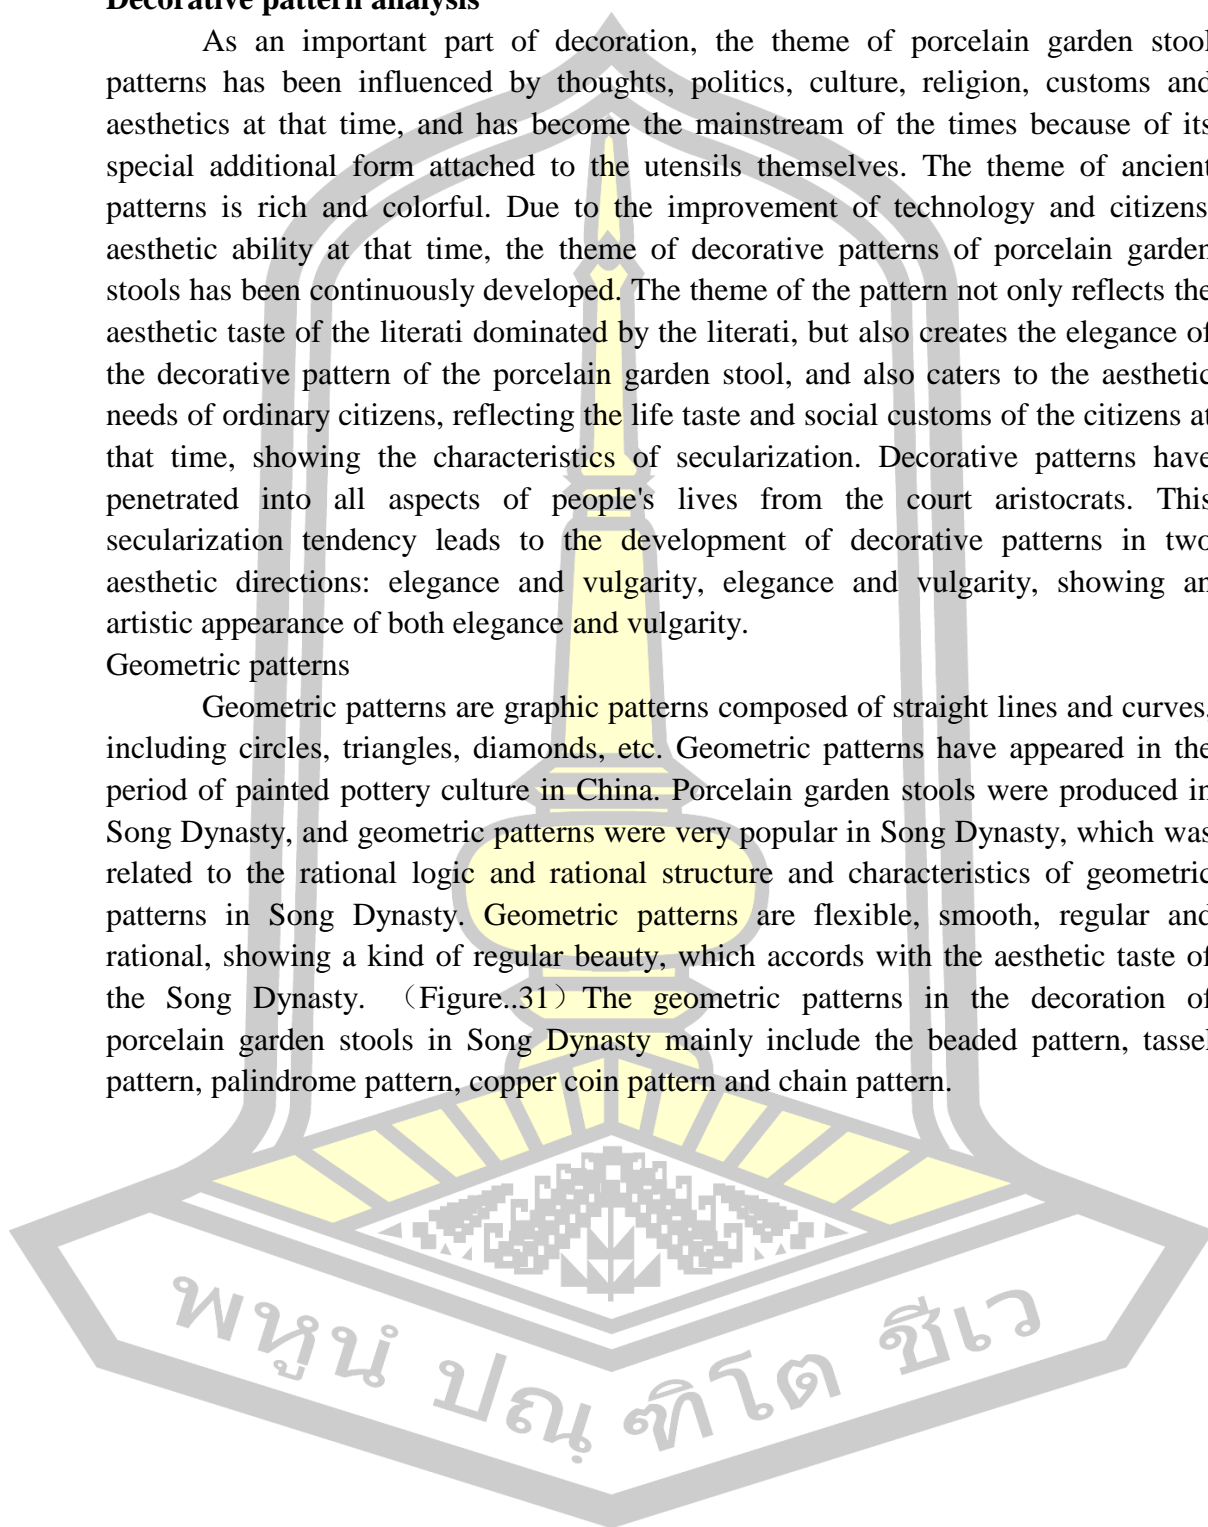 Decorative pattern analysis
As an important part of decoration, the theme of porcelain garden stool
patterns has been influenced by thoughts, politics, culture, religion, customs and
aesthetics at that time, and has become the mainstream of the times because of its
special additional form attached to the utensils themselves. The theme of ancient
patterns is rich and colorful. Due to the improvement of technology and citizens
aesthetic ability at that time, the theme of decorative patterns of porcelain garden
stools has been continuously developed. The theme of the pattern not only reflects the
aesthetic taste of the literati dominated by the literati, but also creates the elegance of
the decorative pattern of the porcelain garden stool, and also caters to the aesthetic
needs of ordinary citizens, reflecting the life taste and social customs of the citizens at
that time, showing the characteristics of secularization. Decorative patterns have
penetrated into all aspects of people's lives from the court aristocrats. This
secularization tendency leads to the development of decorative patterns in two
aesthetic directions: elegance and vulgarity, elegance and vulgarity, showing an
artistic appearance of both elegance and vulgarity.
Geometric patterns
Geometric patterns are graphic patterns composed of straight lines and curves,
including circles, triangles, diamonds, etc. Geometric patterns have appeared in the
period of painted pottery culture in China. Porcelain garden stools were produced in
Song Dynasty, and geometric patterns were very popular in Song Dynasty, which was
related to the rational logic and rational structure and characteristics of geometric
patterns in Song Dynasty. Geometric patterns are flexible, smooth, regular and
rational, showing a kind of regular beauty, which accords with the aesthetic taste of
the Song Dynasty. （Figure..31）The geometric patterns in the decoration of
porcelain garden stools in Song Dynasty mainly include the beaded pattern, tassel
pattern, palindrome pattern, copper coin pattern and chain pattern.
พหูนํ ปณฺฑิโต ชีเว